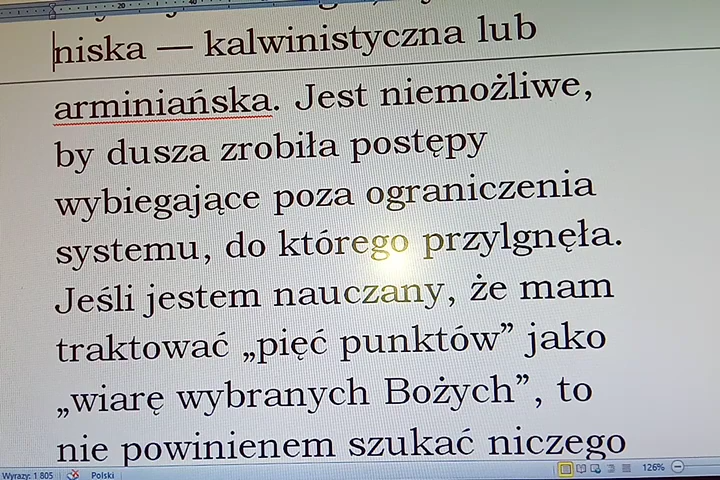 20
niska — kalwinistyczna lub
arminiańska. Jest niemożliwe,
by dusza zrobiła postępy
wybiegające poza ograniczenia
systemu, do którego przylgnęła.
Jeśli jestem nauczany, że mam
traktować „pięć punktów” jako
„wiarę wybranych Bożych”, to
nie powinienem szukać niczego
Wyrazy: 1 805 Polski 126%